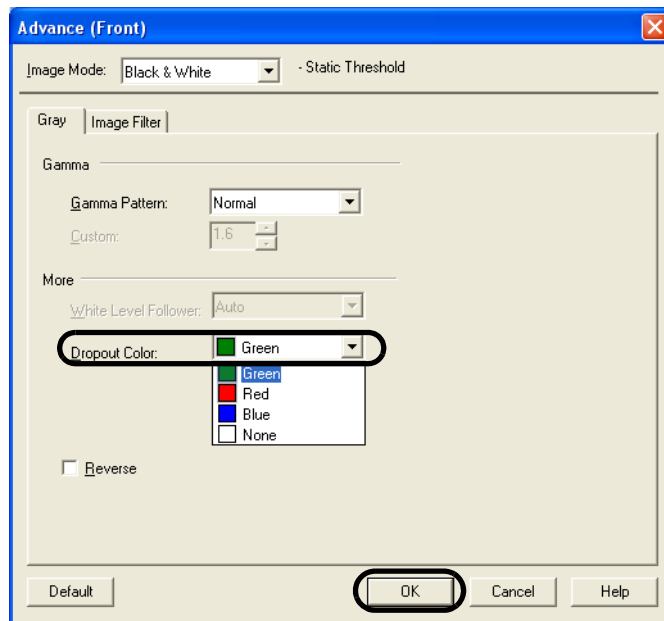 Advance (Front)
Image Mode: Black & White - Static Threshold
Gray Image Filter
Gamma
Gamma Pattern: Normal
Custom: 1.6
More
White Level Follower: Auto
Dropout Color: Green
Green
Red
Blue
None
Reverse
Default OK Cancel Help